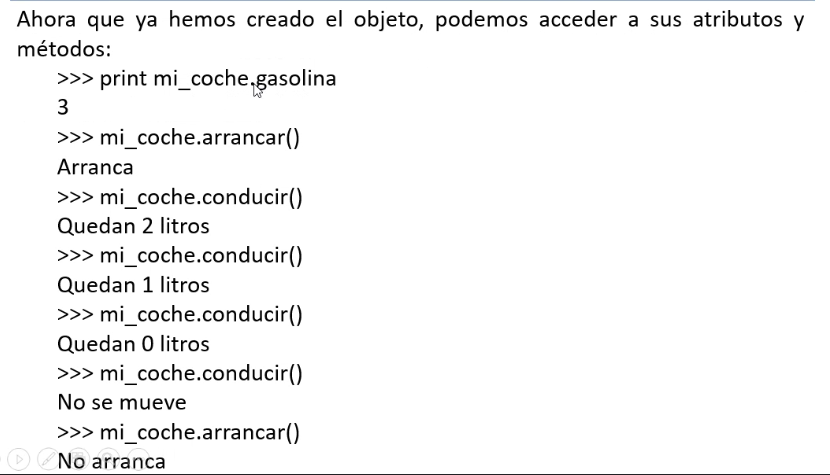 Ahora que ya hemos creado el objeto, podemos acceder a sus atributos y
métodos:
>>> print mi_coche.gasolina
3
>>> mi_coche.arrancar()
Arranca
>>> mi_coche.conducir()
Quedan 2 litros
>>> mi_coche.conducir()
Quedan 1 litros
>>> mi_coche.conducir()
Quedan 0 litros
>>> mi_coche.conducir()
No se mueve
>>> mi_coche.arrancar()
No arranca